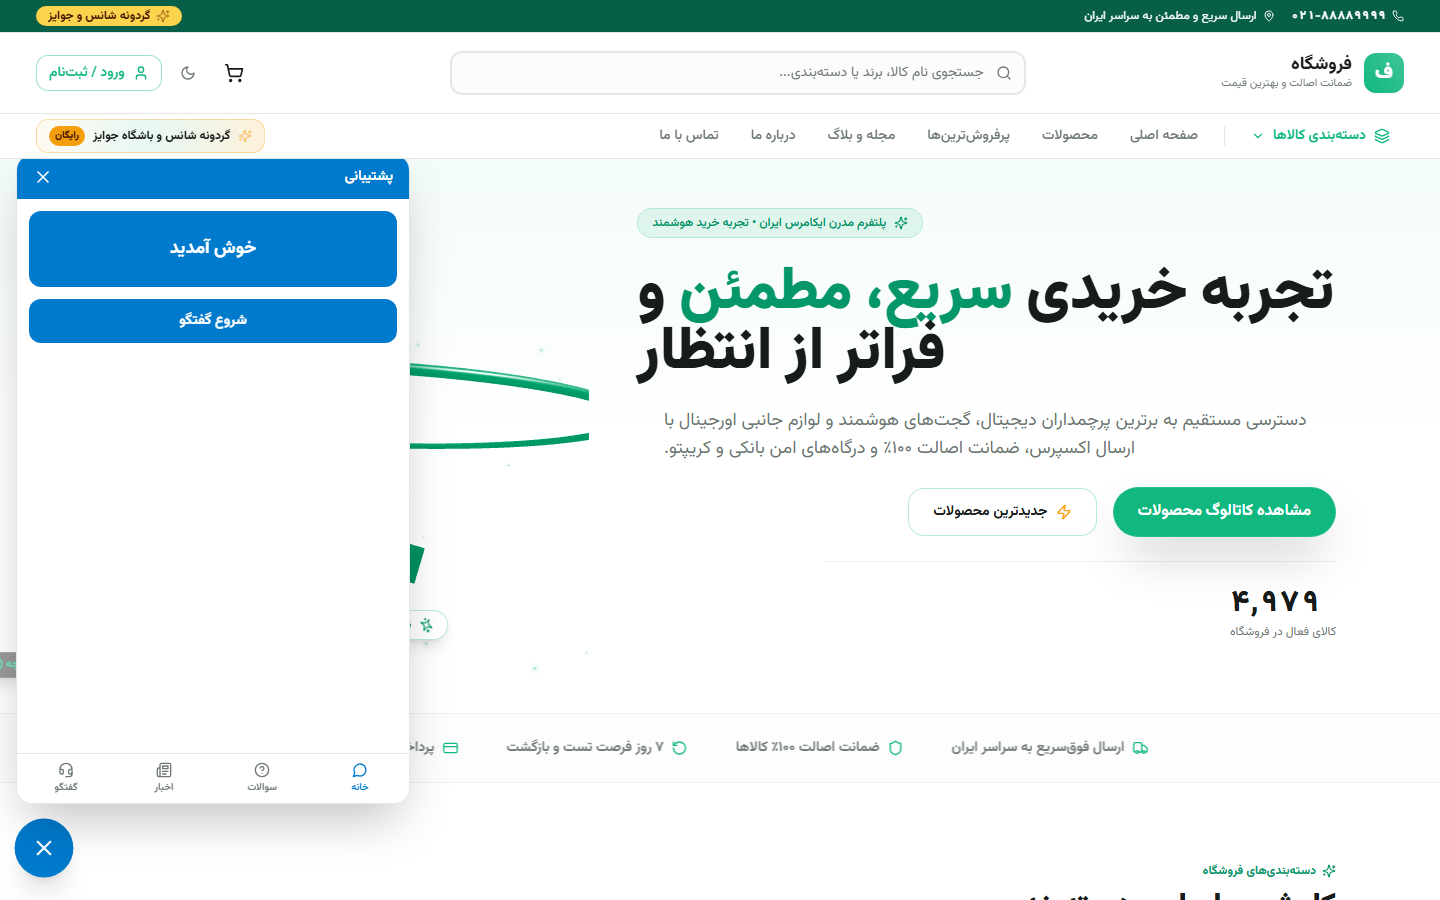 ۰۲۱-۸۸۸۸۹۹۹۹
ارسال سریع و مطمئن به سراسر ایران
گردونه شانس و جوایز
ف
فروشگاه
ضمانت اصالت و بهترین قیمت
جستجوی نام کالا، برند یا دسته‌بندی...
ورود / ثبت‌نام
دسته‌بندی کالاها
صفحه اصلی
محصولات
پرفروش‌ترین‌ها
مجله و بلاگ
درباره ما
تماس با ما
گردونه شانس و باشگاه جوایز
رایگان
پشتیبانی
خوش آمدید
شروع گفتگو
خانه
سوالات
اخبار
گفتگو
پلتفرم مدرن ایکامرس ایران • تجربه خرید هوشمند
تجربه خریدی سریع، مطمئن و
فراتر از انتظار
دسترسی مستقیم به برترین پرچمداران دیجیتال، گجت‌های هوشمند و لوازم جانبی اورجینال با
ارسال اکسپرس، ضمانت اصالت ۱۰۰٪ و درگاه‌های امن بانکی و کریپتو.
مشاهده کاتالوگ محصولات
جدیدترین محصولات
۴,۹۷۹
کالای فعال در فروشگاه
ارسال فوق‌سریع به سراسر ایران
ضمانت اصالت ۱۰۰٪ کالاها
۷ روز فرصت تست و بازگشت
دسته‌بندی‌های فروشگاه